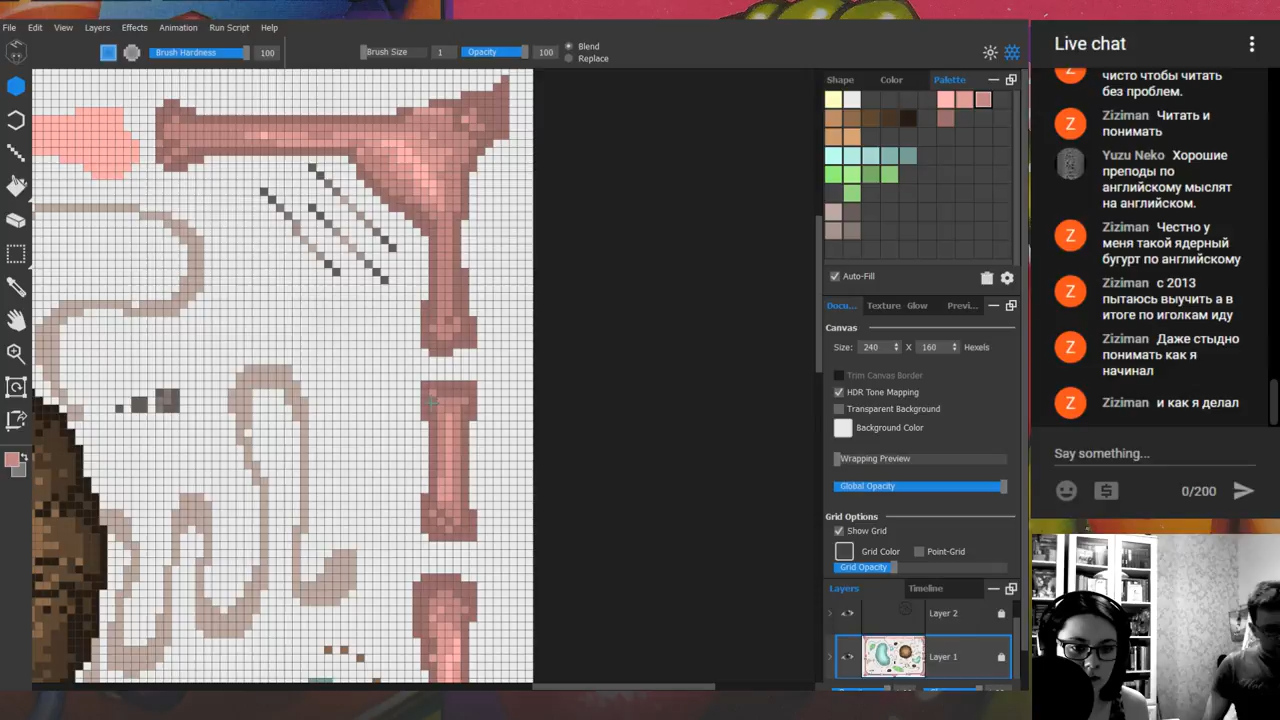 File Edit View Layers Effects Animation Run Script Help
Brush Hardness 100 Brush Size 1 Opacity 100 Blend
Replace
Shape Color Palette
Auto-Fill
Docu... Texture Glow Previ...
Canvas
Size: 240 X 160 Hexels
Trim Canvas Border
HDR Tone Mapping
Transparent Background
Background Color
Wrapping Preview
Global Opacity
Grid Options
Show Grid
Grid Color Point-Grid
Grid Opacity
Layers Timeline
Layer 2
Layer 1
Live chat
чисто чтобы читать
без проблем.
Ziziman Читать и
понимать
Yuzu Neko Хорошие
преподы по
английскому мыслят
на английском.
Ziziman Честно у
меня такой ядерный
бугурт по английскому
Ziziman с 2013
пытаюсь выучить а в
итоге по иголкам иду
Ziziman Даже стыдно
понимать как я
начинал
Ziziman и как я делал
Say something...
0/200